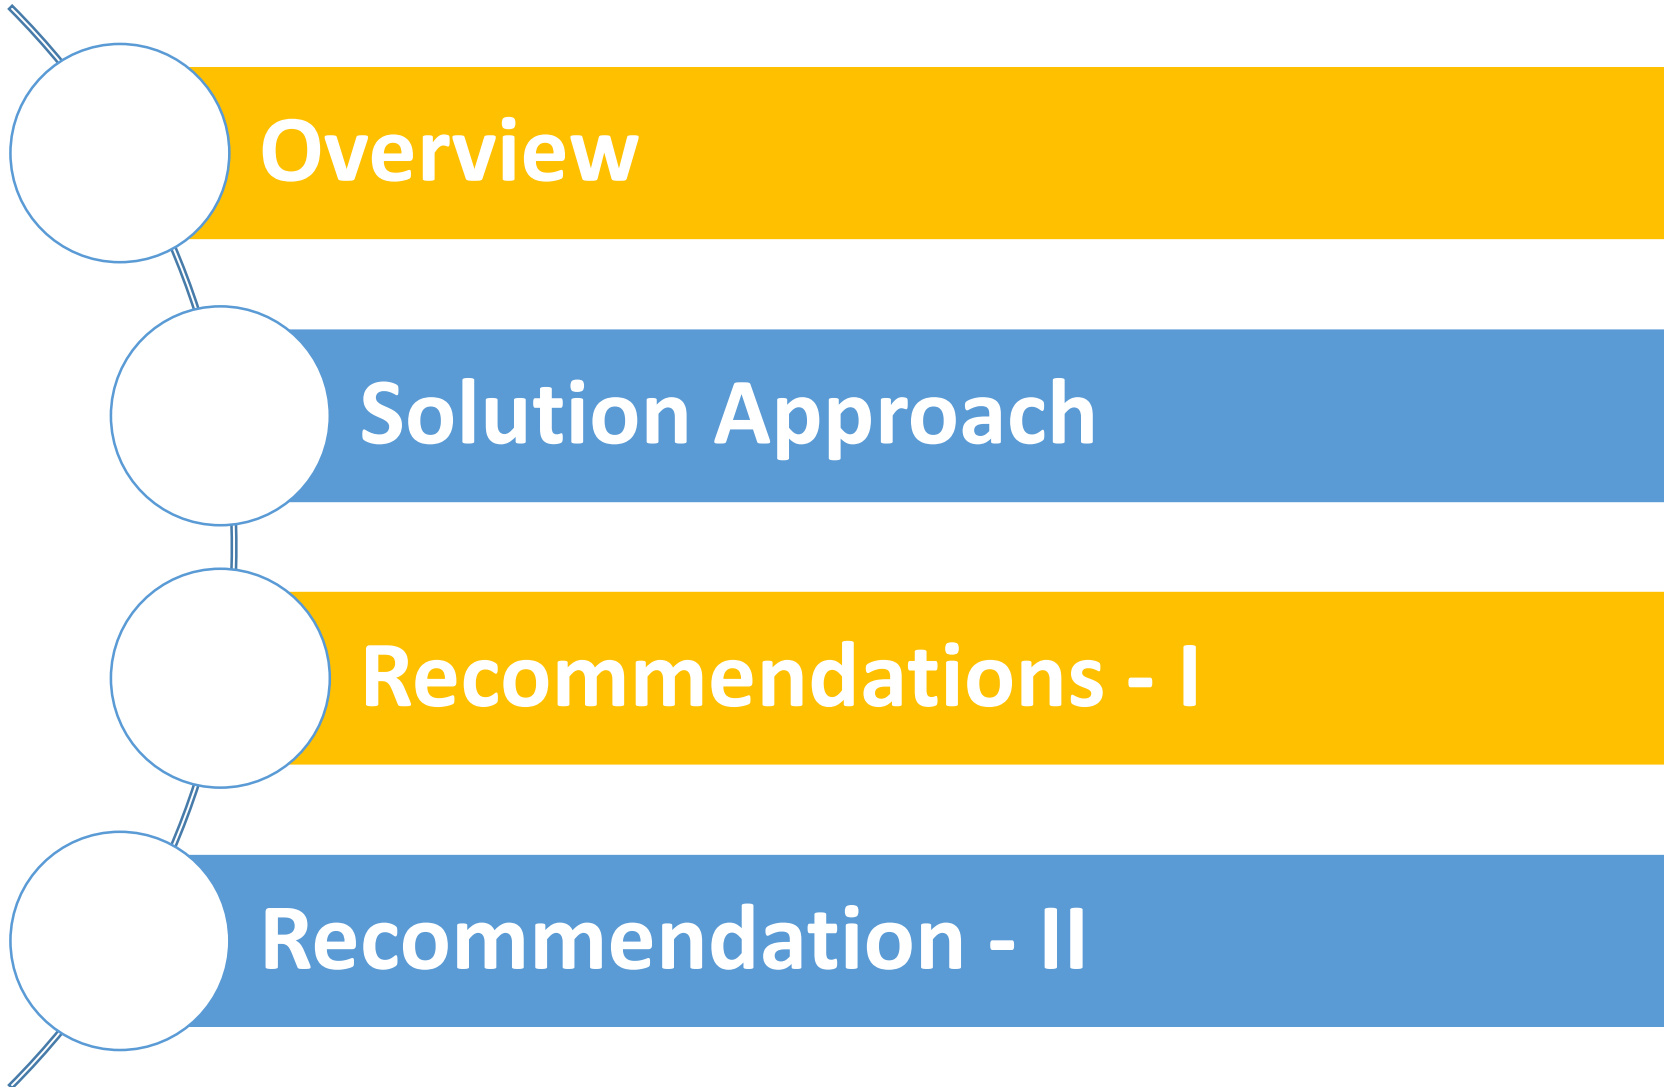 Overview
Solution Approach
Recommendations - I
Recommendation - II